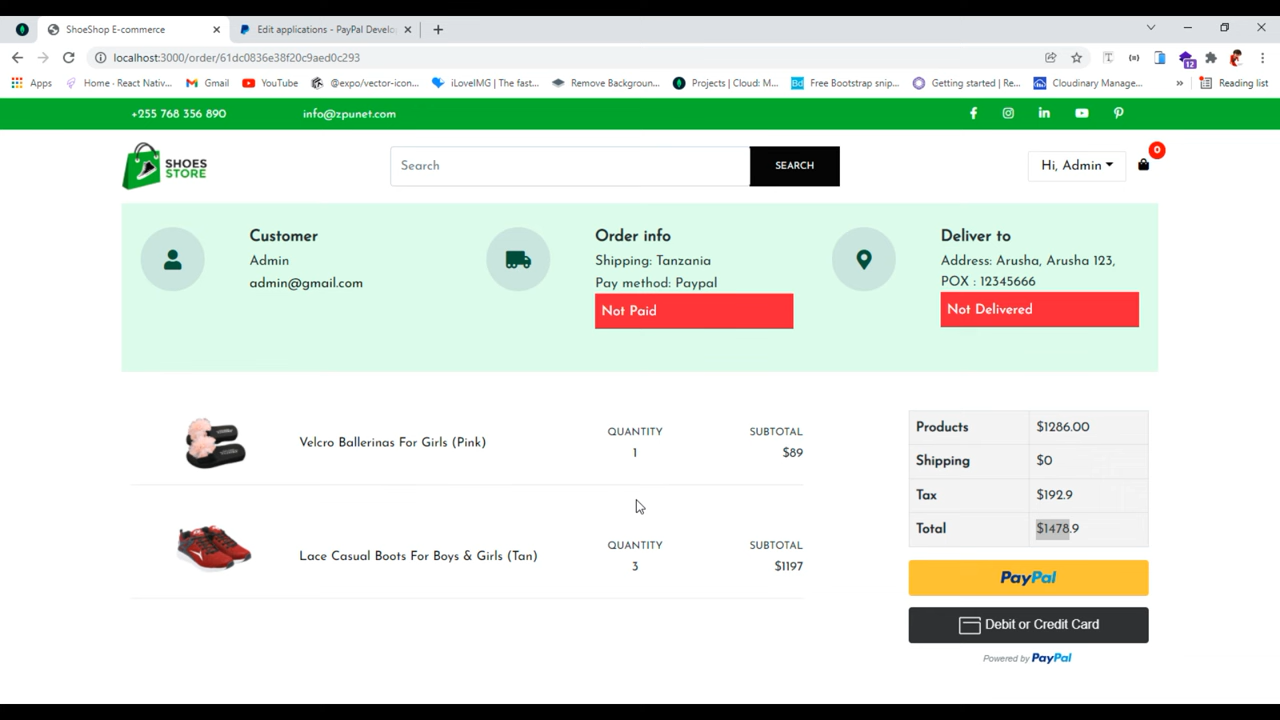 ShoeShop E-commerce
Edit applications - PayPal Develo
localhost:3000/order/61dc0836e38f20c9aed0c293
12
Apps
Home - React Nativ...
Gmail
YouTube
@expo/vector-icon...
iLoveIMG | The fast...
Remove Backgroun...
Projects | Cloud: M...
Bd
Free Bootstrap snip...
Getting started | Re...
Cloudinary Manage...
»
Reading list
+255 768 356 890
info@zpunet.com
SHOES
STORE
Search
SEARCH
Hi, Admin
0
Customer
Admin
admin@gmail.com
Order info
Shipping: Tanzania
Pay method: Paypal
Not Paid
Deliver to
Address: Arusha, Arusha 123,
POX : 12345666
Not Delivered
Velcro Ballerinas For Girls (Pink)
QUANTITY
1
SUBTOTAL
$89
Lace Casual Boots For Boys & Girls (Tan)
QUANTITY
3
SUBTOTAL
$1197
Products $1286.00
Shipping $0
Tax $192.9
Total $1478.9
PayPal
Debit or Credit Card
Powered by PayPal